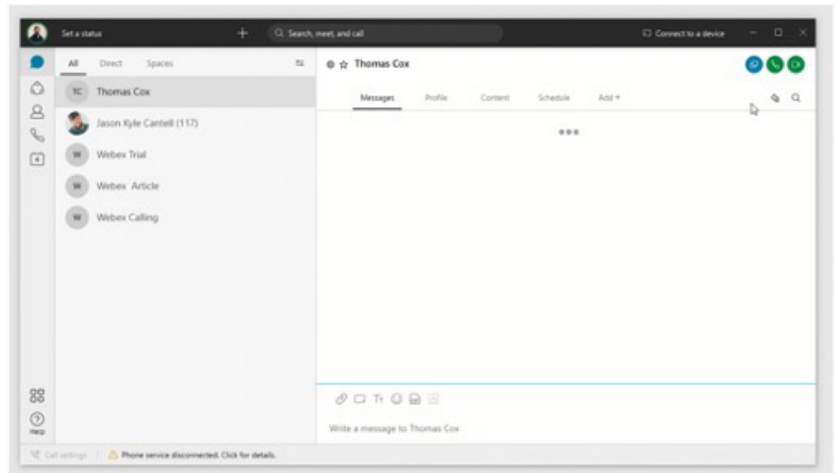 Set a status
Search, meet, and call
Connect to a device
All Direct Spaces
Thomas Cox
TC Thomas Cox
Jason Kyle Cantell (117)
W Webex Trial
W Webex Article
W Webex Calling
Messages Profile Content Schedule Add +
Write a message to Thomas Cox
Help
Call settings
Phone service disconnected. Click for details.